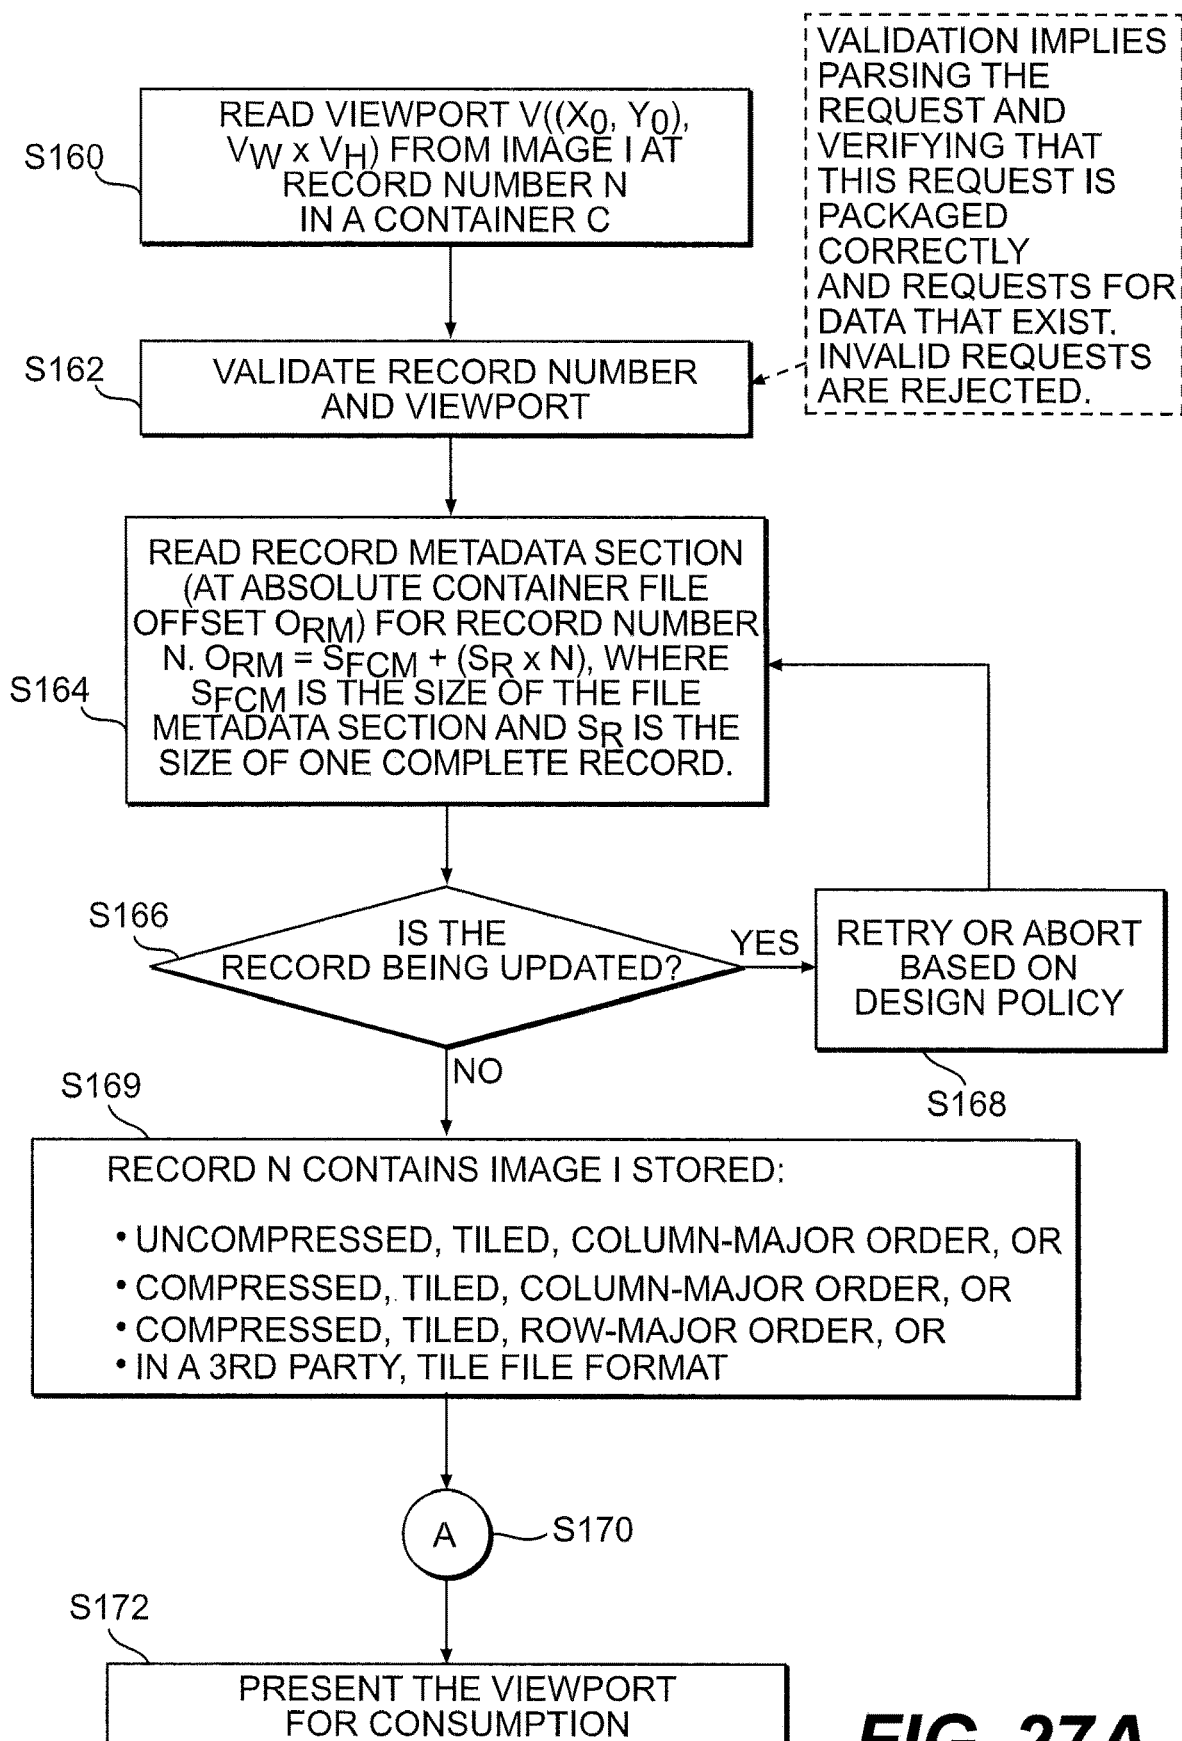 VALIDATION IMPLIES
PARSING THE
REQUEST AND
VERIFYING THAT
THIS REQUEST IS
PACKAGED
CORRECTLY
AND REQUESTS FOR
DATA THAT EXIST.
INVALID REQUESTS
ARE REJECTED.
S160
READ VIEWPORT V((X0, Y0),
VW x VH) FROM IMAGE I AT
RECORD NUMBER N
IN A CONTAINER C
S162
VALIDATE RECORD NUMBER
AND VIEWPORT
S164
READ RECORD METADATA SECTION
(AT ABSOLUTE CONTAINER FILE
OFFSET ORM) FOR RECORD NUMBER
N. ORM = SFCM + (SR x N), WHERE
SFCM IS THE SIZE OF THE FILE
METADATA SECTION AND SR IS THE
SIZE OF ONE COMPLETE RECORD.
S166
IS THE
RECORD BEING UPDATED?
YES
RETRY OR ABORT
BASED ON
DESIGN POLICY
S168
NO
S169
RECORD N CONTAINS IMAGE I STORED:
• UNCOMPRESSED, TILED, COLUMN-MAJOR ORDER, OR
• COMPRESSED, TILED, COLUMN-MAJOR ORDER, OR
• COMPRESSED, TILED, ROW-MAJOR ORDER, OR
• IN A 3RD PARTY, TILE FILE FORMAT
A
S170
S172
PRESENT THE VIEWPORT
FOR CONSUMPTION
FIG. 27A